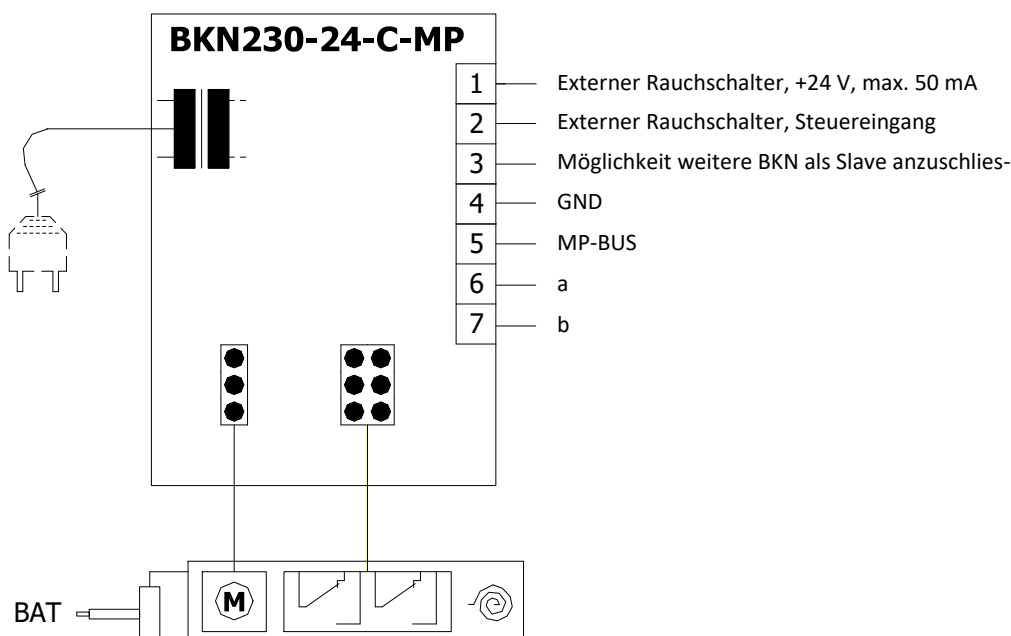 BKN230-24-C-MP
1 Externer Rauchschalter, +24 V, max. 50 mA
2 Externer Rauchschalter, Steuereingang
3 Möglichkeit weitere BKN als Slave anzuschlies-
4 GND
5 MP-BUS
6 a
7 b
BAT
M